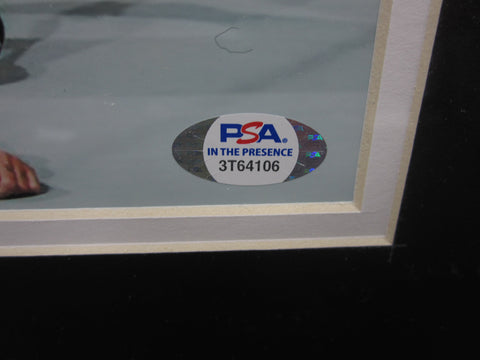 PSA
IN THE PRESENCE
3T64106